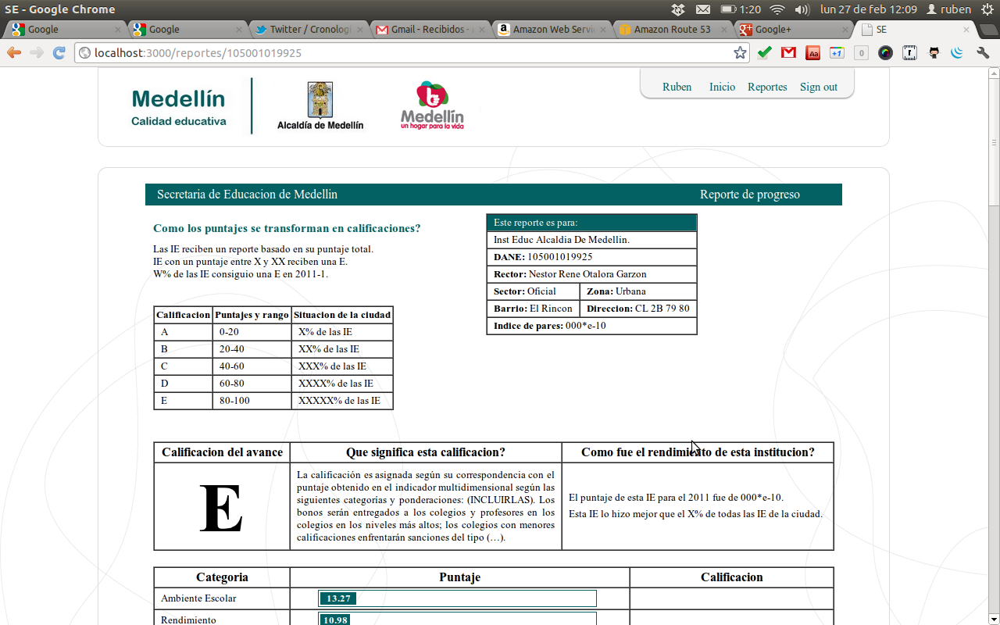 SE - Google Chrome
1:20 lun 27 de feb 12:09 ruben
Google Google Twitter / Cronolog Gmail - Recibidos - Amazon Web Servi Amazon Route 53 Google+ SE
localhost:3000/reportes/105001019925
Ruben Inicio Reportes Sign out
Medellín
Calidad educativa
Alcaldía de Medellín
Medellín
un hogar para la vida
Secretaria de Educacion de Medellin Reporte de progreso
Como los puntajes se transforman en calificaciones?
Las IE reciben un reporte basado en su puntaje total.
IE con un puntaje entre X y XX reciben una E.
W% de las IE consiguio una E en 2011-1.
Este reporte es para:
Inst Educ Alcaldia De Medellin.
DANE: 105001019925
Rector: Nestor Rene Otalora Garzon
Sector: Oficial Zona: Urbana
Barrio: El Rincon Direccion: CL 2B 79 80
Indice de pares: 000*e-10
Calificacion Puntajes y rango Situacion de la ciudad
A 0-20 X% de las IE
B 20-40 XX% de las IE
C 40-60 XXX% de las IE
D 60-80 XXXX% de las IE
E 80-100 XXXXX% de las IE
Calificacion del avance Que significa esta calificacion? Como fue el rendimiento de esta institucion?
E
La calificación es asignada según su correspondencia con el
puntaje obtenido en el indicador multidimensional según las
siguientes categorías y ponderaciones: (INCLUIRLAS). Los
bonos serán entregados a los colegios y profesores en los
colegios en los niveles más altos; los colegios con menores
calificaciones enfrentarán sanciones del tipo (…).
El puntaje de esta IE para el 2011 fue de 000*e-10.
Esta IE lo hizo mejor que el X% de todas las IE de la ciudad.
Categoria Puntaje Calificacion
Ambiente Escolar 13.27
Rendimiento 10.98